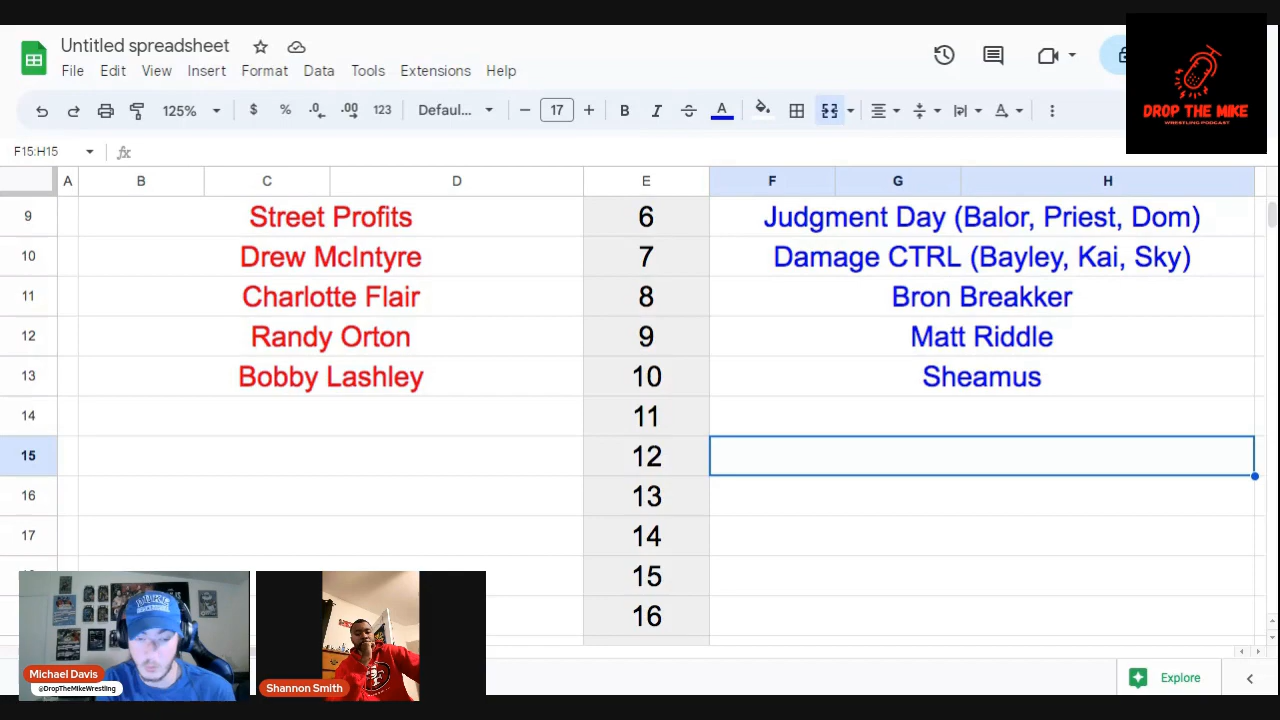 Untitled spreadsheet
File Edit View Insert Format Data Tools Extensions Help
125% $ % .0 .00 123 Defaul... 17 B I S A
DROP THE MIKE
WRESTLING PODCAST
F15:H15 fx
A B C D E F G H
9 Street Profits 6 Judgment Day (Balor, Priest, Dom)
10 Drew McIntyre 7 Damage CTRL (Bayley, Kai, Sky)
11 Charlotte Flair 8 Bron Breakker
12 Randy Orton 9 Matt Riddle
13 Bobby Lashley 10 Sheamus
14 11
15 12
16 13
17 14
15
16
Michael Davis
@DropTheMikeWrestling
Shannon Smith
Explore